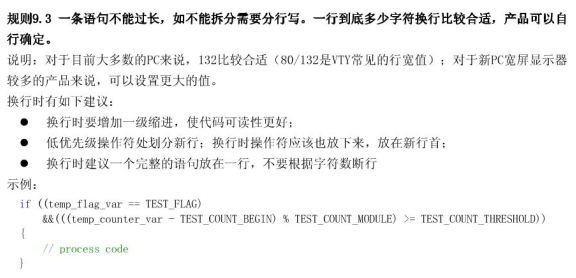 规则9.3 一条语句不能过长，如不能拆分需要分行写。一行到底多少字符换行比较合适，产品可以自
行确定。
说明：对于目前大多数的PC来说，132比较合适（80/132是VTY常见的行宽值）；对于新PC宽屏显示器
较多的产品来说，可以设置更大的值。
换行时有如下建议：
● 换行时要增加一级缩进，使代码可读性更好；
● 低优先级操作符处划分新行；换行时操作符应该也放下来，放在新行首；
● 换行时建议一个完整的语句放在一行，不要根据字符数断行
示例：
if ((temp_flag_var == TEST_FLAG)
&&(((temp_counter_var - TEST_COUNT_BEGIN) % TEST_COUNT_MODULE) >= TEST_COUNT_THRESHOLD))
{
// process code
}